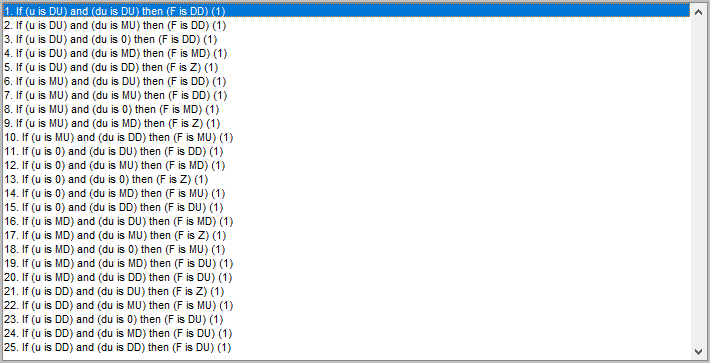 1. If (u is DU) and (du is DU) then (F is DD) (1)
2. If (u is DU) and (du is MU) then (F is DD) (1)
3. If (u is DU) and (du is 0) then (F is DD) (1)
4. If (u is DU) and (du is MD) then (F is MD) (1)
5. If (u is DU) and (du is DD) then (F is Z) (1)
6. If (u is MU) and (du is DU) then (F is DD) (1)
7. If (u is MU) and (du is MU) then (F is DD) (1)
8. If (u is MU) and (du is 0) then (F is MD) (1)
9. If (u is MU) and (du is MD) then (F is Z) (1)
10. If (u is MU) and (du is DD) then (F is MU) (1)
11. If (u is 0) and (du is DU) then (F is DD) (1)
12. If (u is 0) and (du is MU) then (F is MD) (1)
13. If (u is 0) and (du is 0) then (F is Z) (1)
14. If (u is 0) and (du is MD) then (F is MU) (1)
15. If (u is 0) and (du is DD) then (F is DU) (1)
16. If (u is MD) and (du is DU) then (F is MD) (1)
17. If (u is MD) and (du is MU) then (F is Z) (1)
18. If (u is MD) and (du is 0) then (F is MU) (1)
19. If (u is MD) and (du is MD) then (F is DU) (1)
20. If (u is MD) and (du is DD) then (F is DU) (1)
21. If (u is DD) and (du is DU) then (F is Z) (1)
22. If (u is DD) and (du is MU) then (F is MU) (1)
23. If (u is DD) and (du is 0) then (F is DU) (1)
24. If (u is DD) and (du is MD) then (F is DU) (1)
25. If (u is DD) and (du is DD) then (F is DU) (1)